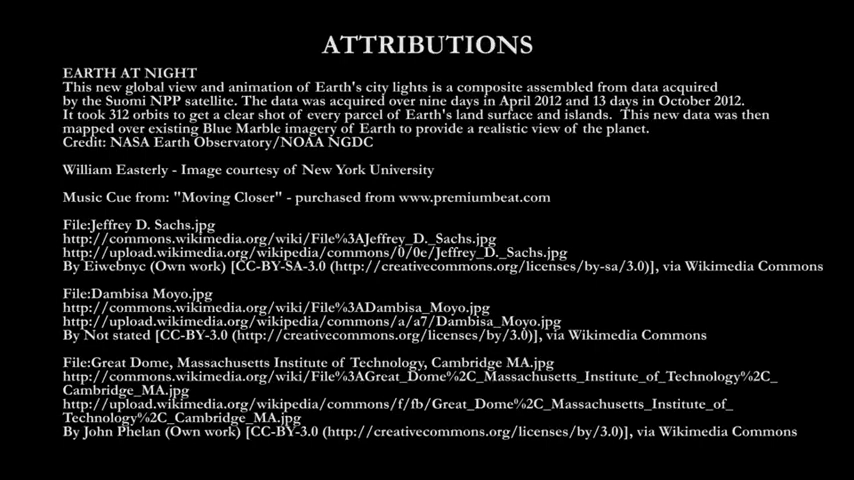 ATTRIBUTIONS
EARTH AT NIGHT
This new global view and animation of Earth's city lights is a composite assembled from data acquired
by the Suomi NPP satellite. The data was acquired over nine days in April 2012 and 13 days in October 2012.
It took 312 orbits to get a clear shot of every parcel of Earth's land surface and islands.  This new data was then
mapped over existing Blue Marble imagery of Earth to provide a realistic view of the planet.
Credit: NASA Earth Observatory/NOAA NGDC
William Easterly - Image courtesy of New York University
Music Cue from: "Moving Closer" - purchased from www.premiumbeat.com
File:Jeffrey D. Sachs.jpg
http://commons.wikimedia.org/wiki/File%3AJeffrey_D._Sachs.jpg
http://upload.wikimedia.org/wikipedia/commons/0/0e/Jeffrey_D._Sachs.jpg
By Eiwebnyc (Own work) [CC-BY-SA-3.0 (http://creativecommons.org/licenses/by-sa/3.0)], via Wikimedia Commons
File:Dambisa Moyo.jpg
http://commons.wikimedia.org/wiki/File%3ADambisa_Moyo.jpg
http://upload.wikimedia.org/wikipedia/commons/a/a7/Dambisa_Moyo.jpg
By Not stated [CC-BY-3.0 (http://creativecommons.org/licenses/by/3.0)], via Wikimedia Commons
File:Great Dome, Massachusetts Institute of Technology, Cambridge MA.jpg
http://commons.wikimedia.org/wiki/File%3AGreat_Dome%2C_Massachusetts_Institute_of_Technology%2C_
Cambridge_MA.jpg
http://upload.wikimedia.org/wikipedia/commons/f/fb/Great_Dome%2C_Massachusetts_Institute_of_
Technology%2C_Cambridge_MA.jpg
By John Phelan (Own work) [CC-BY-3.0 (http://creativecommons.org/licenses/by/3.0)], via Wikimedia Commons